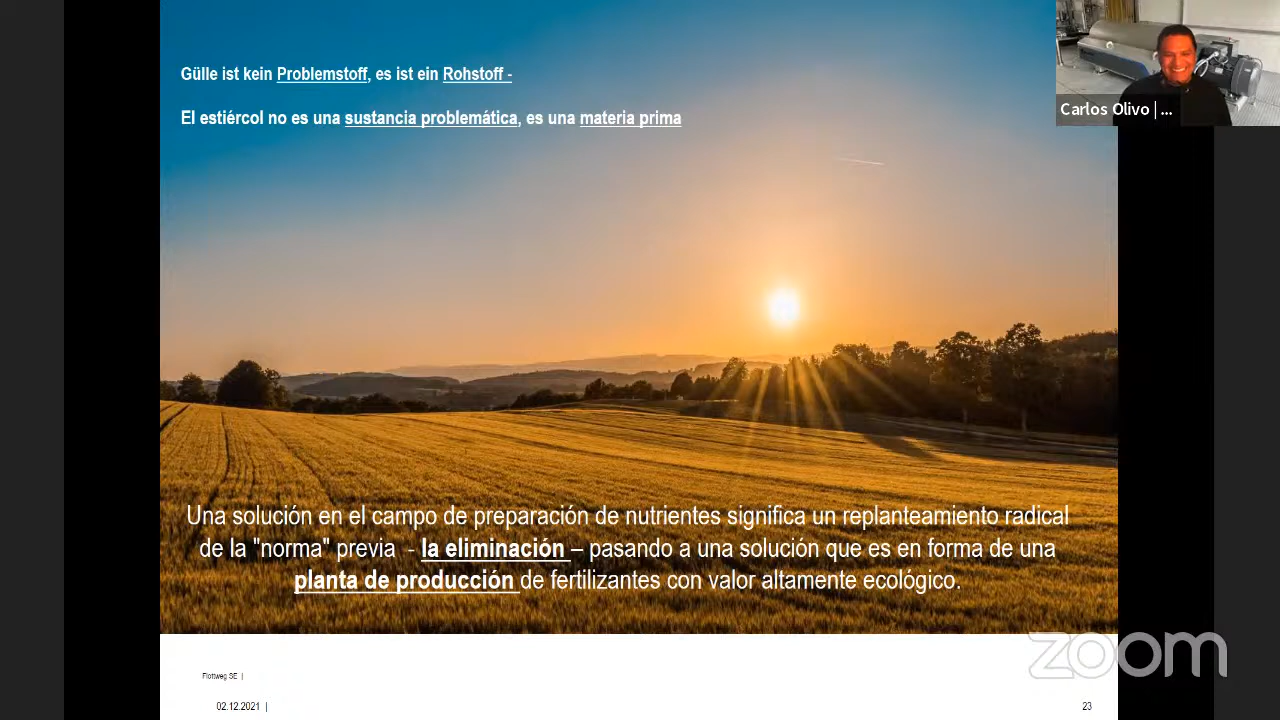 Gülle ist kein Problemstoff, es ist ein Rohstoff -
El estiércol no es una sustancia problemática, es una materia prima
Carlos Olivo | ...
Una solución en el campo de preparación de nutrientes significa un replanteamiento radical
de la "norma" previa - la eliminación – pasando a una solución que es en forma de una
planta de producción de fertilizantes con valor altamente ecológico.
zoom
Flottweg SE |
02.12.2021 |
23